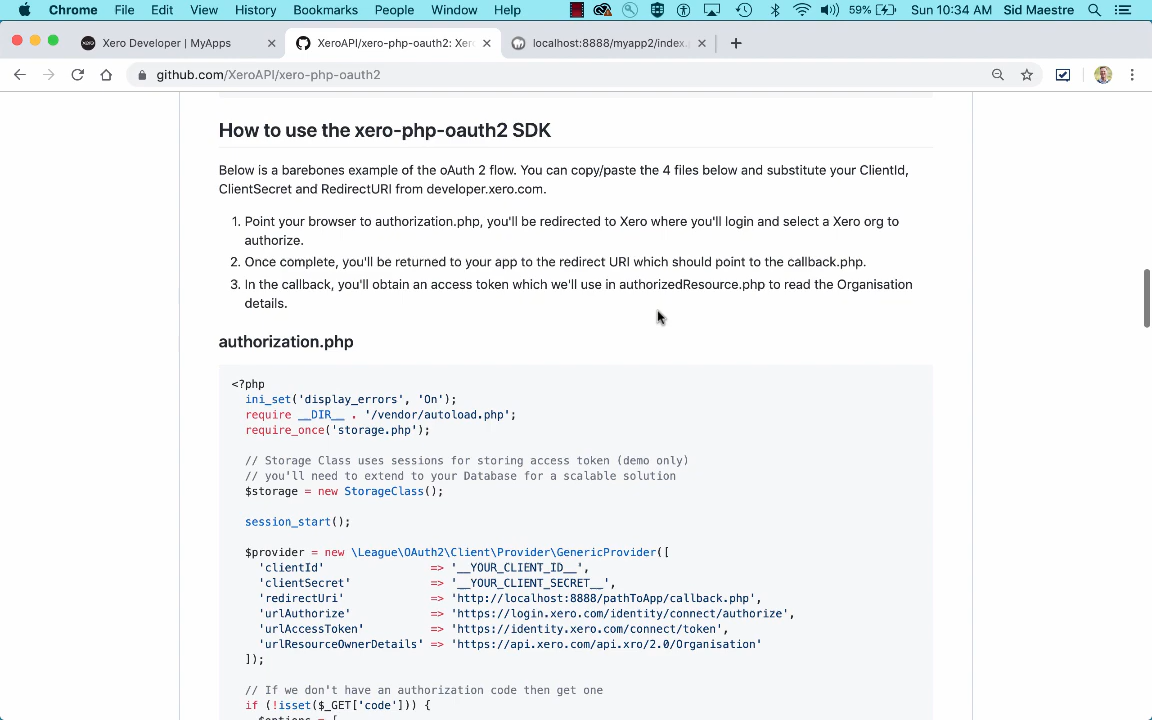 Chrome File Edit View History Bookmarks People Window Help 59% Sun 10:34 AM Sid Maestre
Xero Developer | MyApps XeroAPI/xero-php-oauth2: Xer localhost:8888/myapp2/index.
github.com/XeroAPI/xero-php-oauth2
How to use the xero-php-oauth2 SDK
Below is a barebones example of the oAuth 2 flow. You can copy/paste the 4 files below and substitute your ClientId,
ClientSecret and RedirectURI from developer.xero.com.
1. Point your browser to authorization.php, you'll be redirected to Xero where you'll login and select a Xero org to
authorize.
2. Once complete, you'll be returned to your app to the redirect URI which should point to the callback.php.
3. In the callback, you'll obtain an access token which we'll use in authorizedResource.php to read the Organisation
details.
authorization.php
<?php
ini_set('display_errors', 'On');
require __DIR__ . '/vendor/autoload.php';
require_once('storage.php');
// Storage Class uses sessions for storing access token (demo only)
// you'll need to extend to your Database for a scalable solution
$storage = new StorageClass();
session_start();
$provider = new \League\OAuth2\Client\Provider\GenericProvider([
'clientId' => '__YOUR_CLIENT_ID__',
'clientSecret' => '__YOUR_CLIENT_SECRET__',
'redirectUri' => 'http://localhost:8888/pathToApp/callback.php',
'urlAuthorize' => 'https://login.xero.com/identity/connect/authorize',
'urlAccessToken' => 'https://identity.xero.com/connect/token',
'urlResourceOwnerDetails' => 'https://api.xero.com/api.xro/2.0/Organisation'
]);
// If we don't have an authorization code then get one
if (!isset($_GET['code'])) {
$options = [